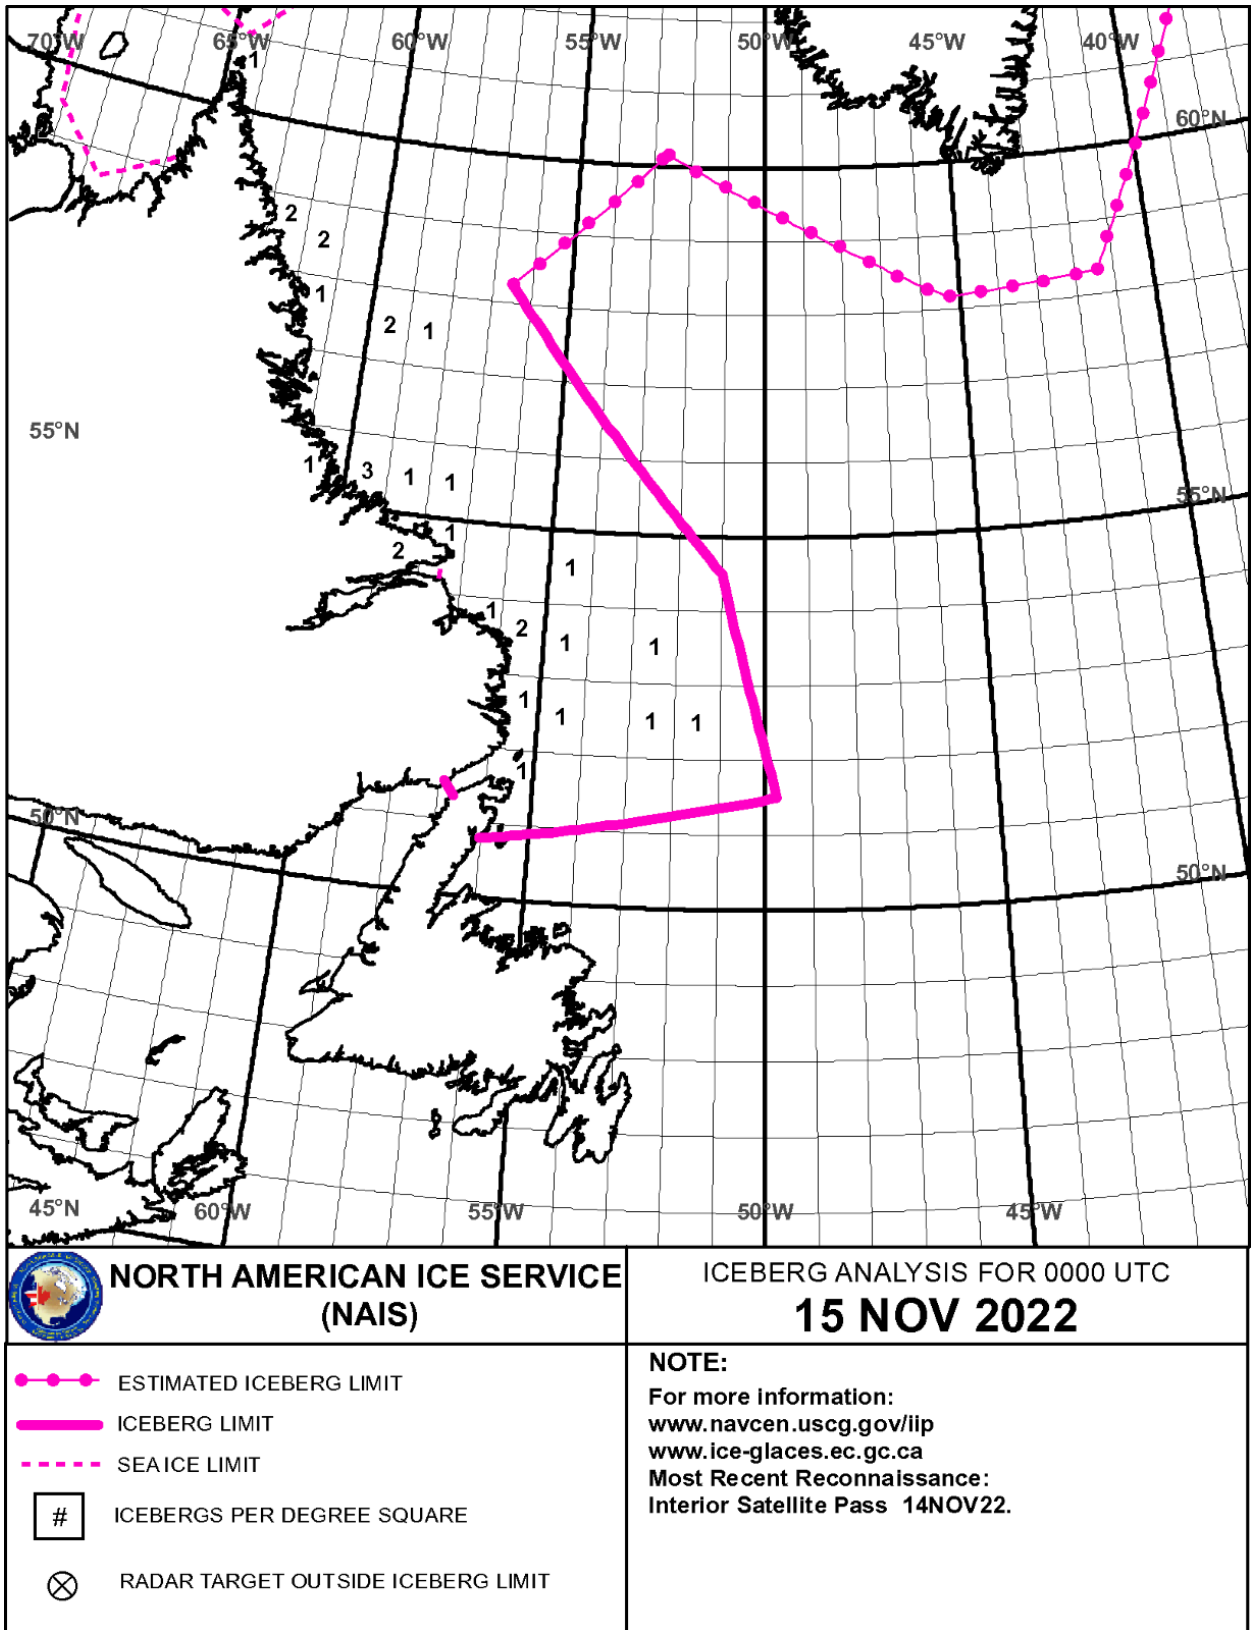 70°W 65°W 60°W 55°W 50°W 45°W 40°W
1
60°N
2
2
1
2 1
55°N
1 3 1 1
55°N
1
2
1
1
2
1 1
1
1 1 1
1
50°N
50°N
45°N 60°W 55°W 50°W 45°W
NORTH AMERICAN ICE SERVICE
(NAIS)
ICEBERG ANALYSIS FOR 0000 UTC
15 NOV 2022
ESTIMATED ICEBERG LIMIT
ICEBERG LIMIT
SEA ICE LIMIT
# ICEBERGS PER DEGREE SQUARE
RADAR TARGET OUTSIDE ICEBERG LIMIT
NOTE:
For more information:
www.navcen.uscg.gov/iip
www.ice-glaces.ec.gc.ca
Most Recent Reconnaissance:
Interior Satellite Pass 14NOV22.